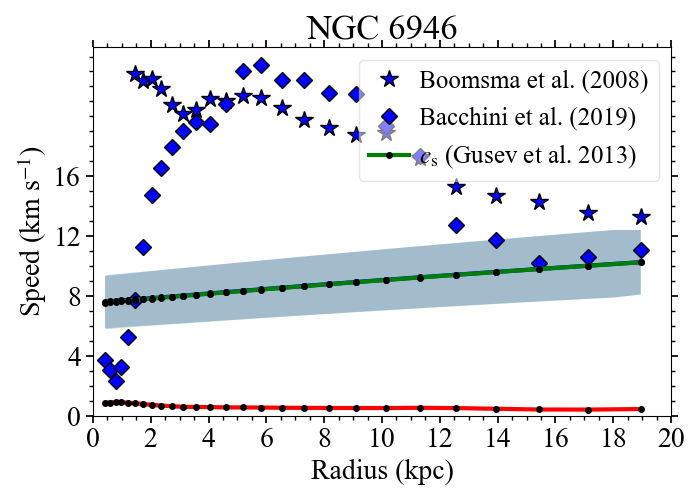 NGC 6946
Boomsma et al. (2008)
Bacchini et al. (2019)
c_s (Gusev et al. 2013)
Speed (km s⁻¹)
16
12
8
4
0
0 2 4 6 8 10 12 14 16 18 20
Radius (kpc)